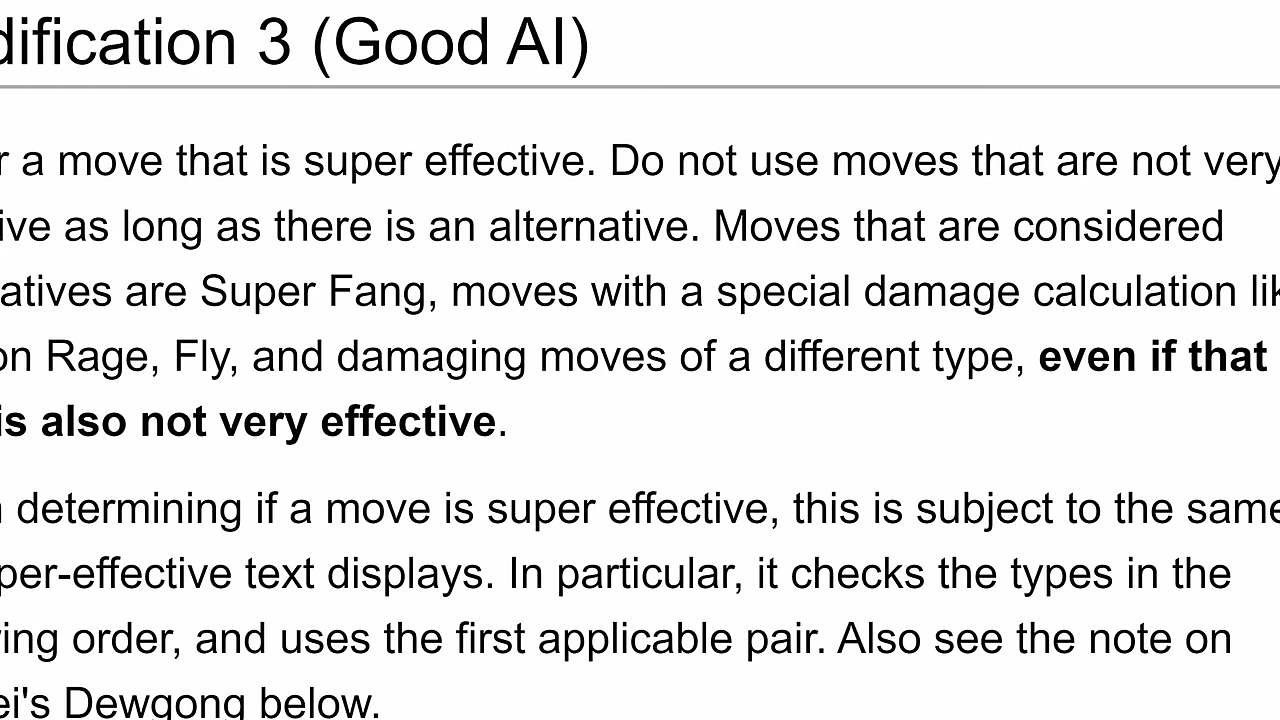 dification 3 (Good AI)
r a move that is super effective. Do not use moves that are not very
ive as long as there is an alternative. Moves that are considered
atives are Super Fang, moves with a special damage calculation lik
on Rage, Fly, and damaging moves of a different type, even if that
is also not very effective.
n determining if a move is super effective, this is subject to the same
per-effective text displays. In particular, it checks the types in the
ving order, and uses the first applicable pair. Also see the note on
ei's Dewgong below.